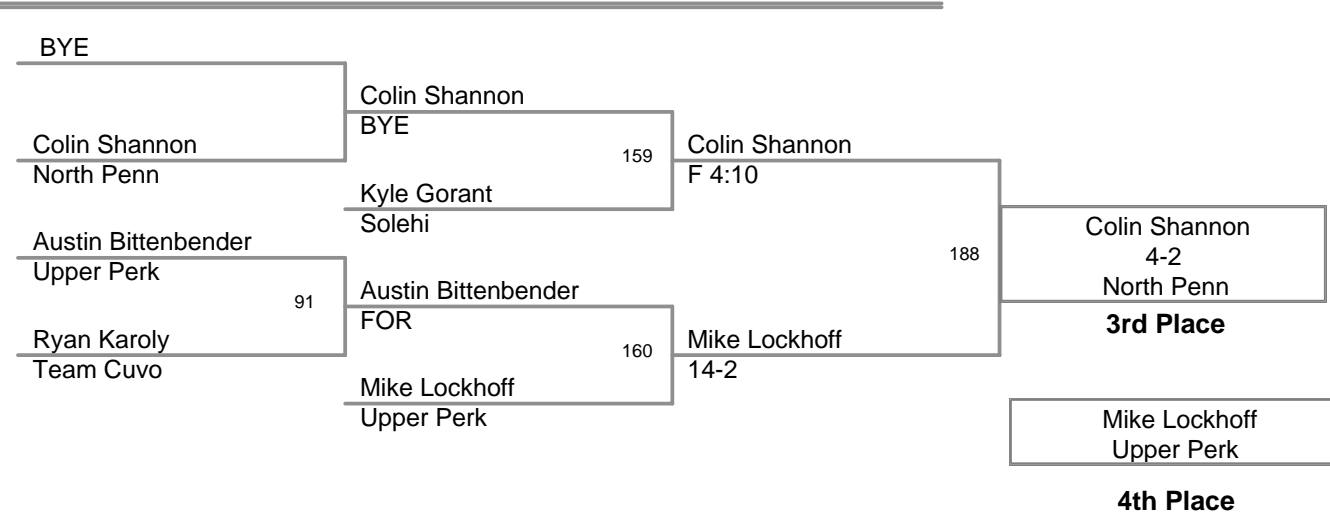 BYE
Colin Shannon
North Penn
Austin Bittenbender
Upper Perk
91
Ryan Karoly
Team Cuvo
Colin Shannon
BYE
159
Kyle Gorant
Solehi
Austin Bittenbender
FOR
160
Mike Lockhoff
Upper Perk
Colin Shannon
F 4:10
188
Mike Lockhoff
14-2
Colin Shannon
4-2
North Penn
3rd Place
Mike Lockhoff
Upper Perk
4th Place